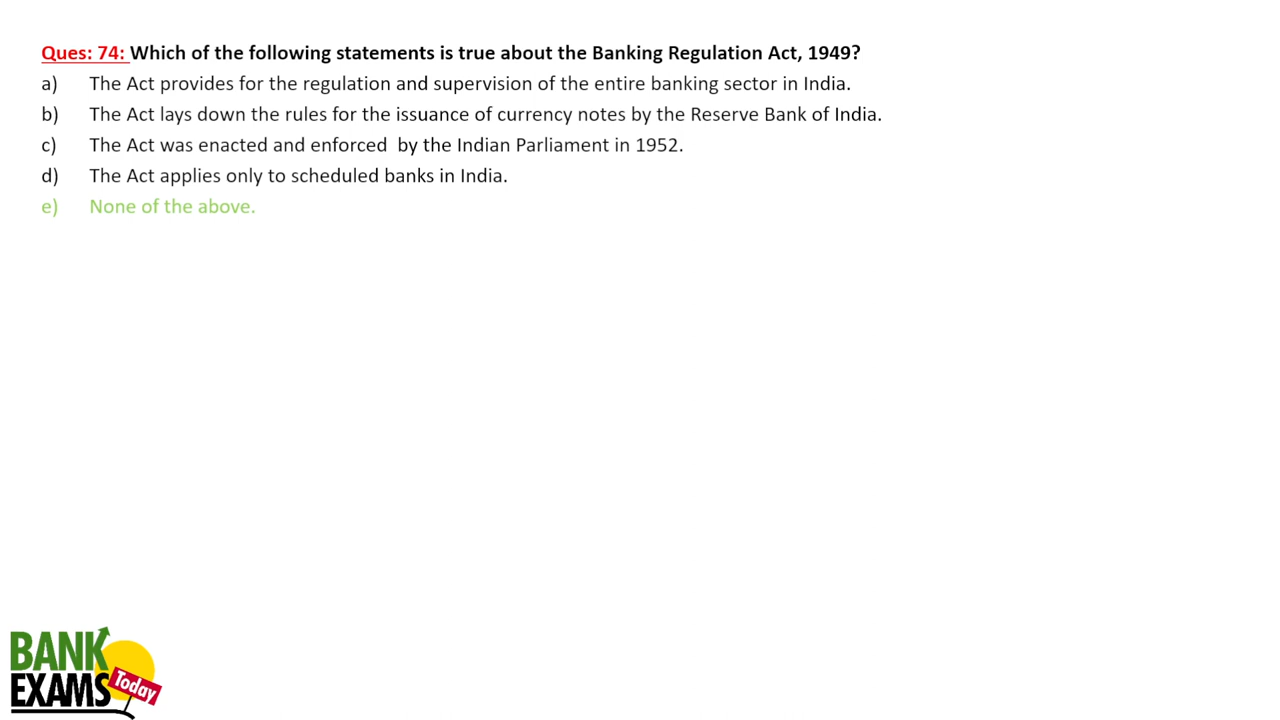 Ques: 74: Which of the following statements is true about the Banking Regulation Act, 1949?
a) The Act provides for the regulation and supervision of the entire banking sector in India.
b) The Act lays down the rules for the issuance of currency notes by the Reserve Bank of India.
c) The Act was enacted and enforced  by the Indian Parliament in 1952.
d) The Act applies only to scheduled banks in India.
e) None of the above.
BANK
EXAMS Today